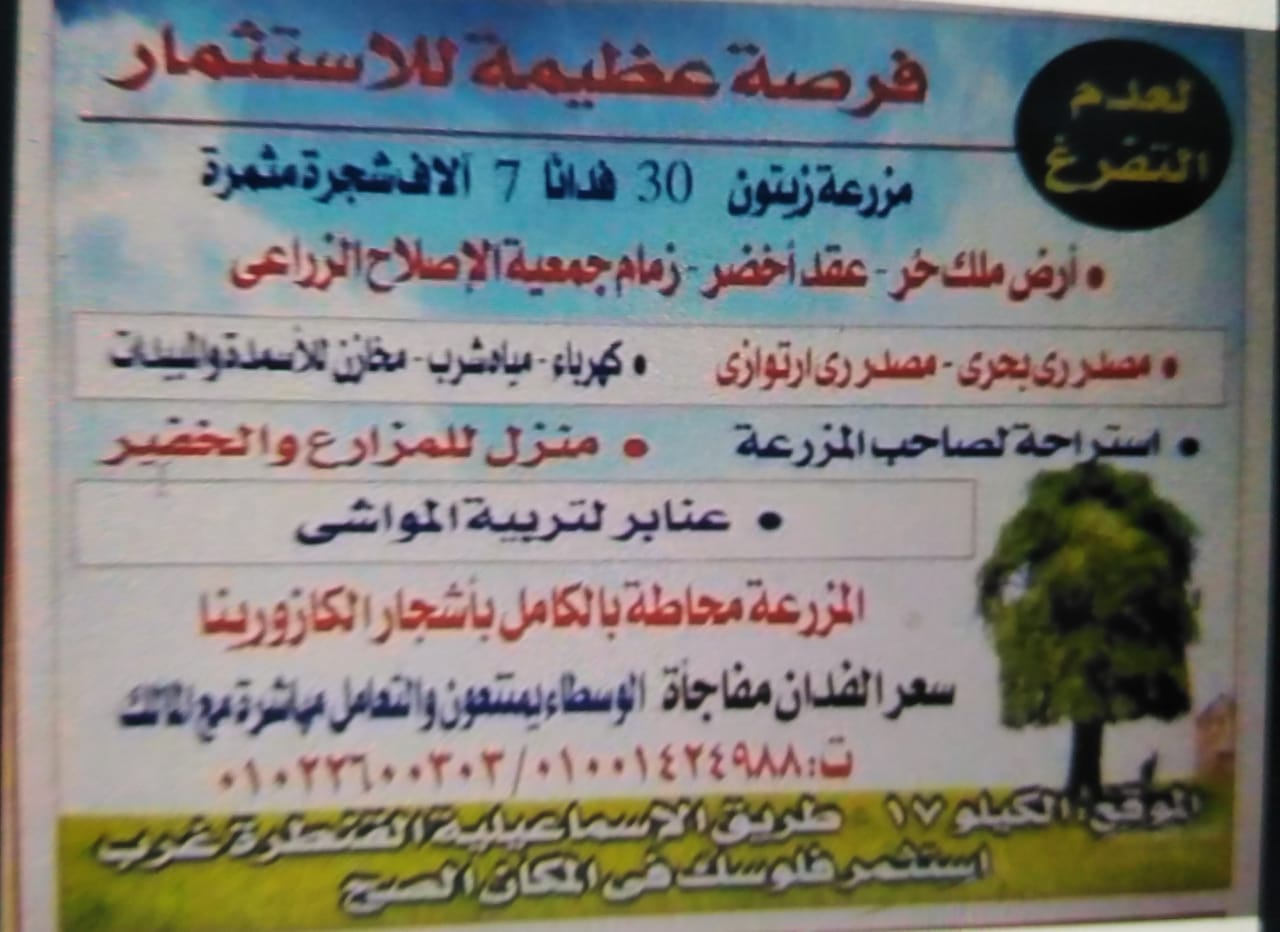 لعدم
التفرغ
فرصة عظيمة للاستثمار
مزرعة زيتون 30 فدانًا 7 آلاف شجرة مثمرة
• أرض ملك حُر - عقد أخضر - زمام جمعية الإصلاح الزراعى
• مصدر رى بحرى - مصدر رى ارتوازى • كهرباء - مياه شرب - مخازن للأسمدة والمبيدات
• استراحة لصاحب المزرعة • منزل للمزارع والخفير
• عنابر لتربية المواشى
المزرعة محاطة بالكامل بأشجار الكازورينا
سعر الفدان مفاجأة الوسطاء يمتنعون والتعامل مباشرة مع المالك
ت: ٠١٠٠١٤٢٤٩٨٨ / ٠١٠٢٢٦٠٠٣٠٣
الموقع: الكيلو ١٧ طريق الإسماعيلية القنطرة غرب
استثمر فلوسك فى المكان الصح